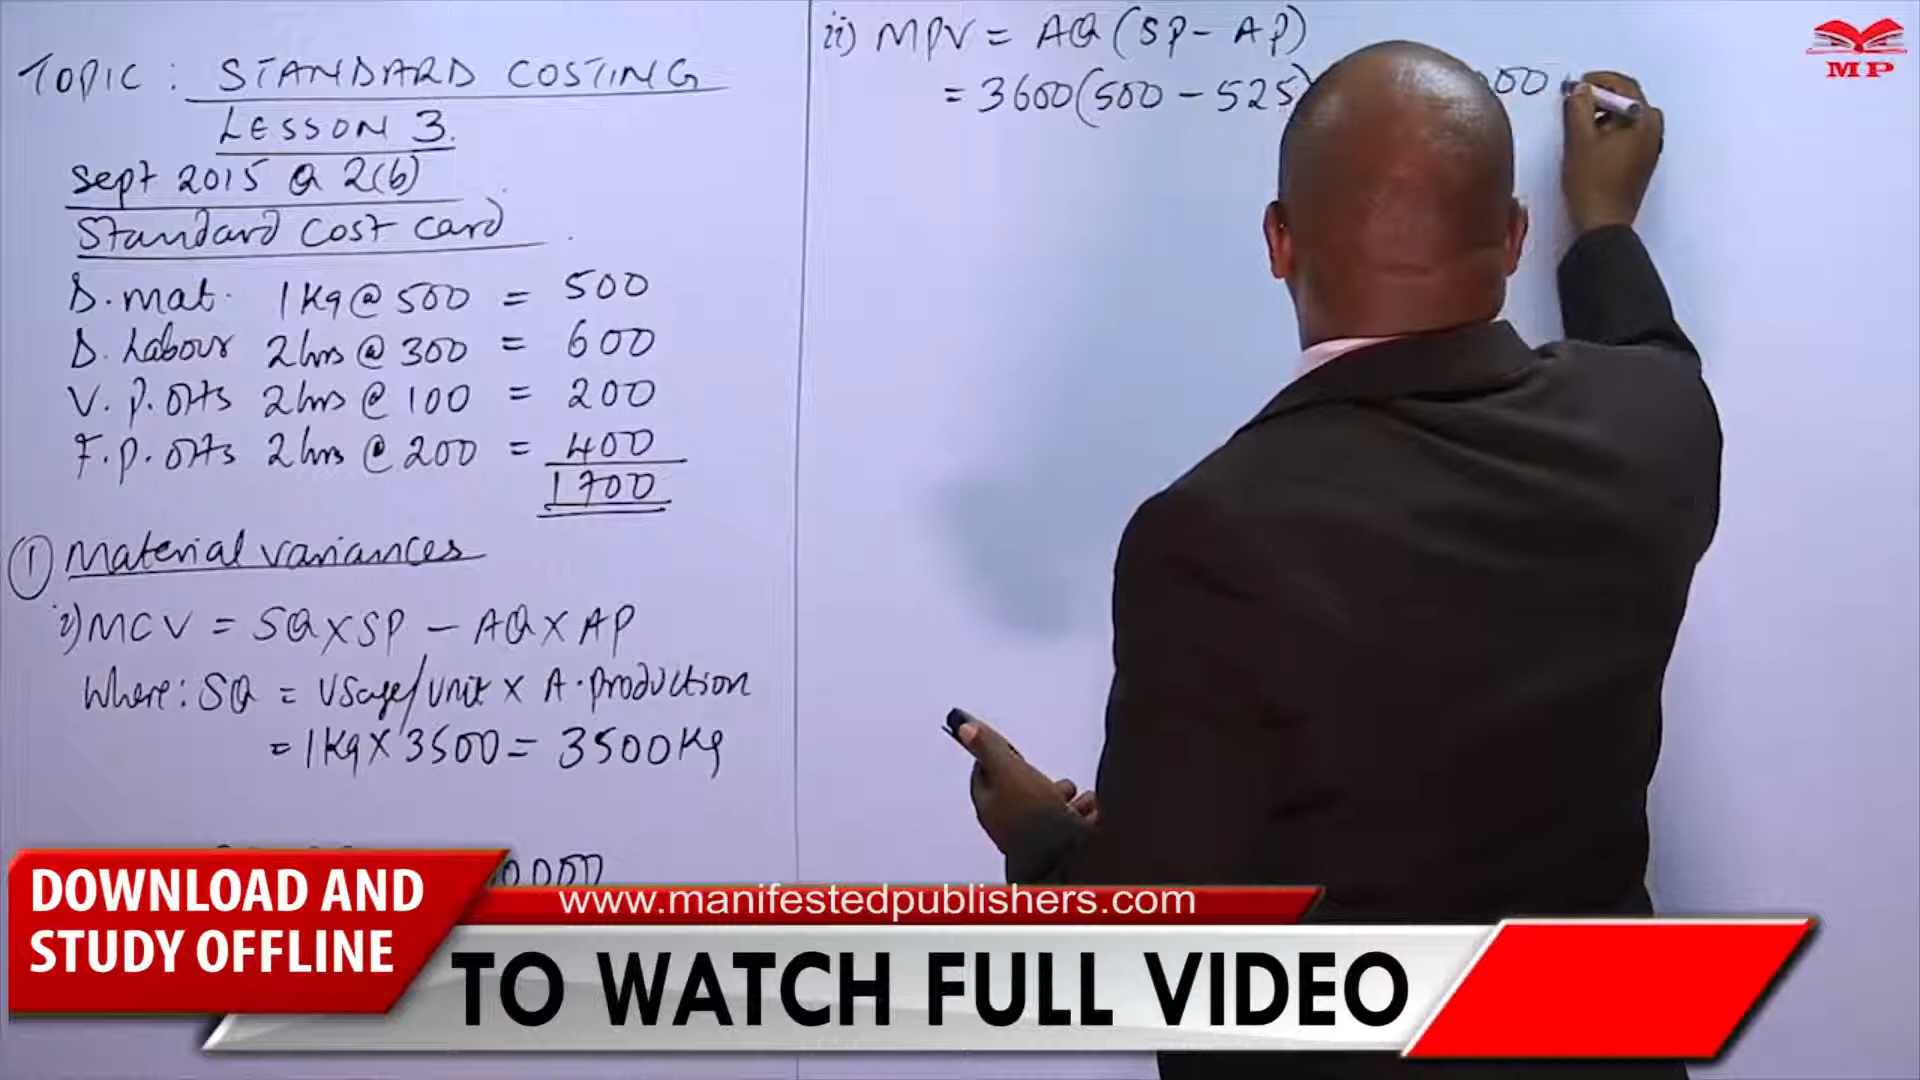 TOPIC : STANDARD COSTING
LESSON 3.
Sept 2015 Q 2(b)
Standard Cost Card
D. mat. 1Kg @ 500 = 500
D. Labour 2hrs @ 300 = 600
V. P. OHs 2hrs @ 100 = 200
F. P. OHs 2hrs @ 200 = 400
1700
① Material variances
i) MCV = SQ X SP - AQ X AP
Where: SQ = Usage/unit x A. Production
= 1Kg X 3500 = 3500Kg
ii) MPV = AQ (SP - AP)
= 3600(500 - 525)
MP
DOWNLOAD AND
STUDY OFFLINE
www.manifestedpublishers.com
TO WATCH FULL VIDEO